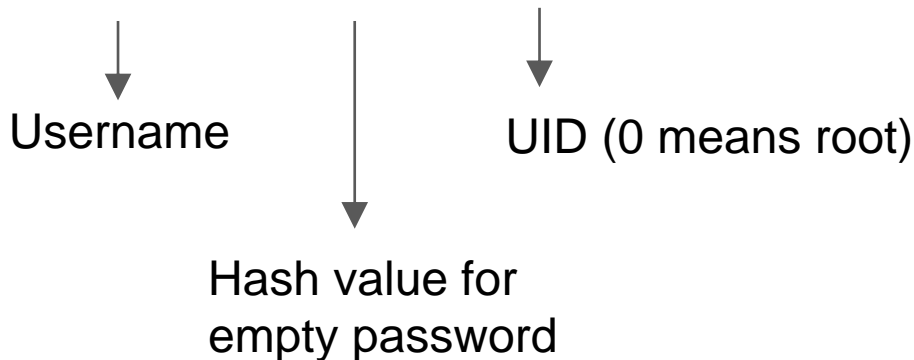 Username
UID (0 means root)
Hash value for
empty password